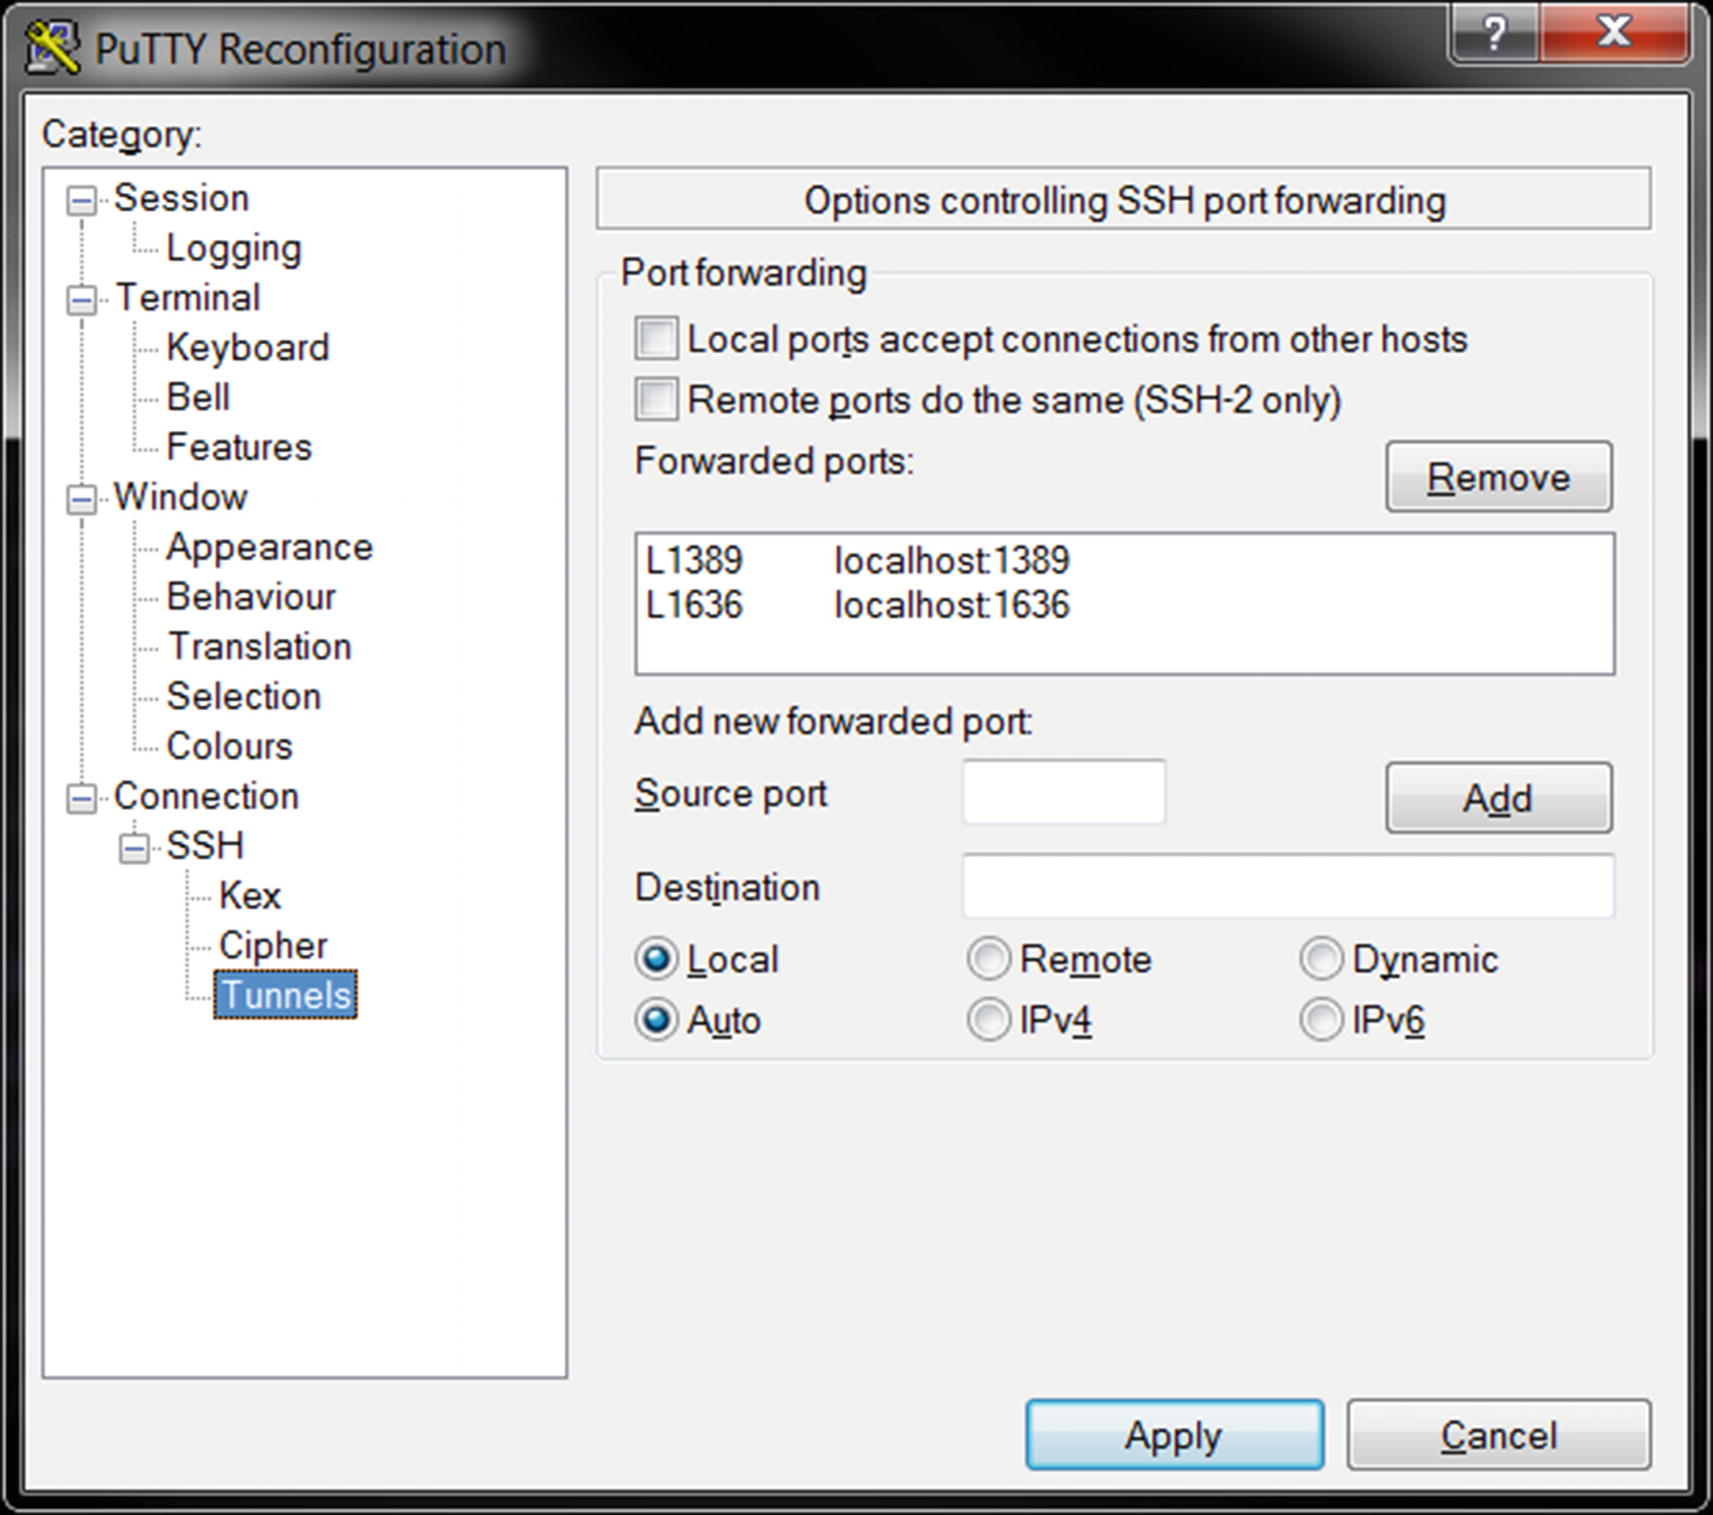 PuTTY Reconfiguration
?
X
Category:
Session
Logging
Terminal
Keyboard
Bell
Features
Window
Appearance
Behaviour
Translation
Selection
Colours
Connection
SSH
Kex
Cipher
Tunnels
Options controlling SSH port forwarding
Port forwarding
Local ports accept connections from other hosts
Remote ports do the same (SSH-2 only)
Forwarded ports:
Remove
L1389 localhost:1389
L1636 localhost:1636
Add new forwarded port:
Source port
Add
Destination
Local Remote Dynamic
Auto IPv4 IPv6
Apply Cancel